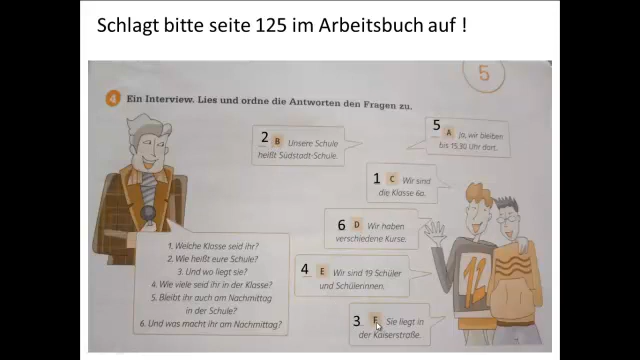 Schlagt bitte seite 125 im Arbeitsbuch auf !
5
4 Ein Interview. Lies und ordne die Antworten den Fragen zu.
2 B Unsere Schule
heißt Südstadt-Schule.
5 A Ja, wir bleiben
bis 15.30 Uhr dort.
1 C Wir sind
die Klasse 6a.
6 D Wir haben
verschiedene Kurse.
4 E Wir sind 19 Schüler
und Schülerinnen.
3 F Sie liegt in
der Kaiserstraße.
1. Welche Klasse seid ihr?
2. Wie heißt eure Schule?
3. Und wo liegt sie?
4. Wie viele seid ihr in der Klasse?
5. Bleibt ihr auch am Nachmittag
in der Schule?
6. Und was macht ihr am Nachmittag?
12